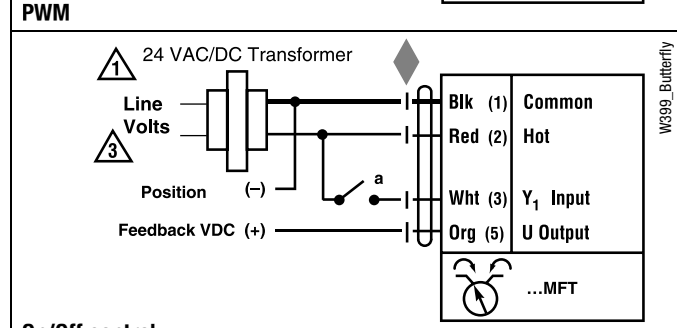 PWM
1
24 VAC/DC Transformer
Line
Volts
3
Position (–)
Feedback VDC (+)
a
Blk (1) Common
Red (2) Hot
Wht (3) Y1 Input
Org (5) U Output
...MFT
W399_Butterfly